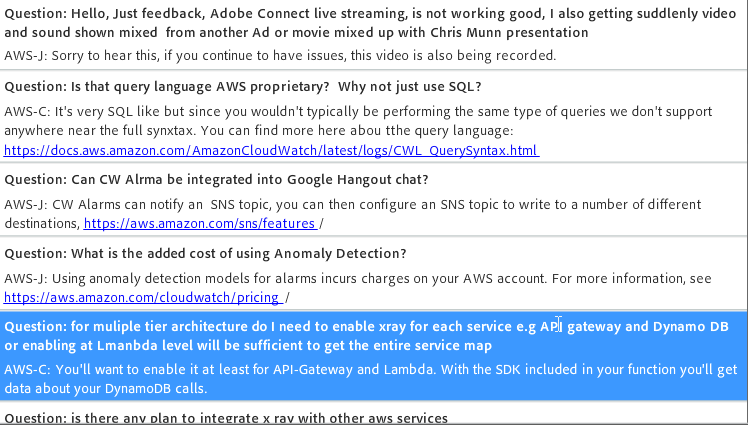 Question: Hello, Just feedback, Adobe Connect live streaming, is not working good, I also getting suddlenly video
and sound shown mixed  from another Ad or movie mixed up with Chris Munn presentation
AWS-J: Sorry to hear this, if you continue to have issues, this video is also being recorded.
Question: Is that query language AWS proprietary?  Why not just use SQL?
AWS-C: It's very SQL like but since you wouldn't typically be performing the same type of queries we don't support
anywhere near the full synxtax. You can find more here abou tthe query language:
https://docs.aws.amazon.com/AmazonCloudWatch/latest/logs/CWL_QuerySyntax.html
Question: Can CW Alrma be integrated into Google Hangout chat?
AWS-J: CW Alarms can notify an  SNS topic, you can then configure an SNS topic to write to a number of different
destinations, https://aws.amazon.com/sns/features /
Question: What is the added cost of using Anomaly Detection?
AWS-J: Using anomaly detection models for alarms incurs charges on your AWS account. For more information, see
https://aws.amazon.com/cloudwatch/pricing /
Question: for muliple tier architecture do I need to enable xray for each service e.g API gateway and Dynamo DB
or enabling at Lmanbda level will be sufficient to get the entire service map
AWS-C: You'll want to enable it at least for API-Gateway and Lambda. With the SDK included in your function you'll get
data about your DynamoDB calls.
Question: is there any plan to integrate x ray with other aws services